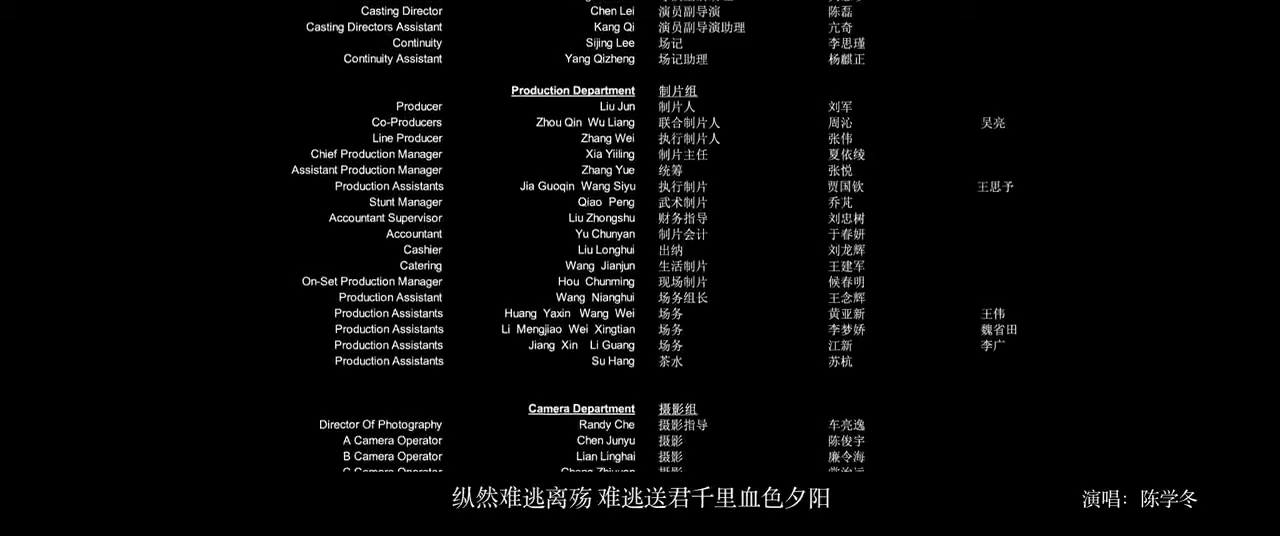 Casting Director Chen Lei 演员副导演 陈磊
Casting Directors Assistant Kang Qi 演员副导演助理 亢奇
Continuity Sijing Lee 场记 李思瑾
Continuity Assistant Yang Qizheng 场记助理 杨麒正
Production Department 制片组
Producer Liu Jun 制片人 刘军
Co-Producers Zhou Qin Wu Liang 联合制片人 周沁 吴亮
Line Producer Zhang Wei 执行制片人 张伟
Chief Production Manager Xia Yiiling 制片主任 夏依绫
Assistant Production Manager Zhang Yue 统筹 张悦
Production Assistants Jia Guoqin Wang Siyu 执行制片 贾国钦 王思予
Stunt Manager Qiao Peng 武术制片 乔芃
Accountant Supervisor Liu Zhongshu 财务指导 刘忠树
Accountant Yu Chunyan 制片会计 于春妍
Cashier Liu Longhui 出纳 刘龙辉
Catering Wang Jianjun 生活制片 王建军
On-Set Production Manager Hou Chunming 现场制片 候春明
Production Assistant Wang Nianghui 场务组长 王念辉
Production Assistants Huang Yaxin Wang Wei 场务 黄亚新 王伟
Production Assistants Li Mengjiao Wei Xingtian 场务 李梦娇 魏省田
Production Assistants Jiang Xin Li Guang 场务 江新 李广
Production Assistants Su Hang 茶水 苏杭
Camera Department 摄影组
Director Of Photography Randy Che 摄影指导 车亮逸
A Camera Operator Chen Junyu 摄影 陈俊宇
B Camera Operator Lian Linghai 摄影 廉令海
C Camera Operator 摄影
纵然难逃离殇 难逃送君千里血色夕阳
演唱：陈学冬